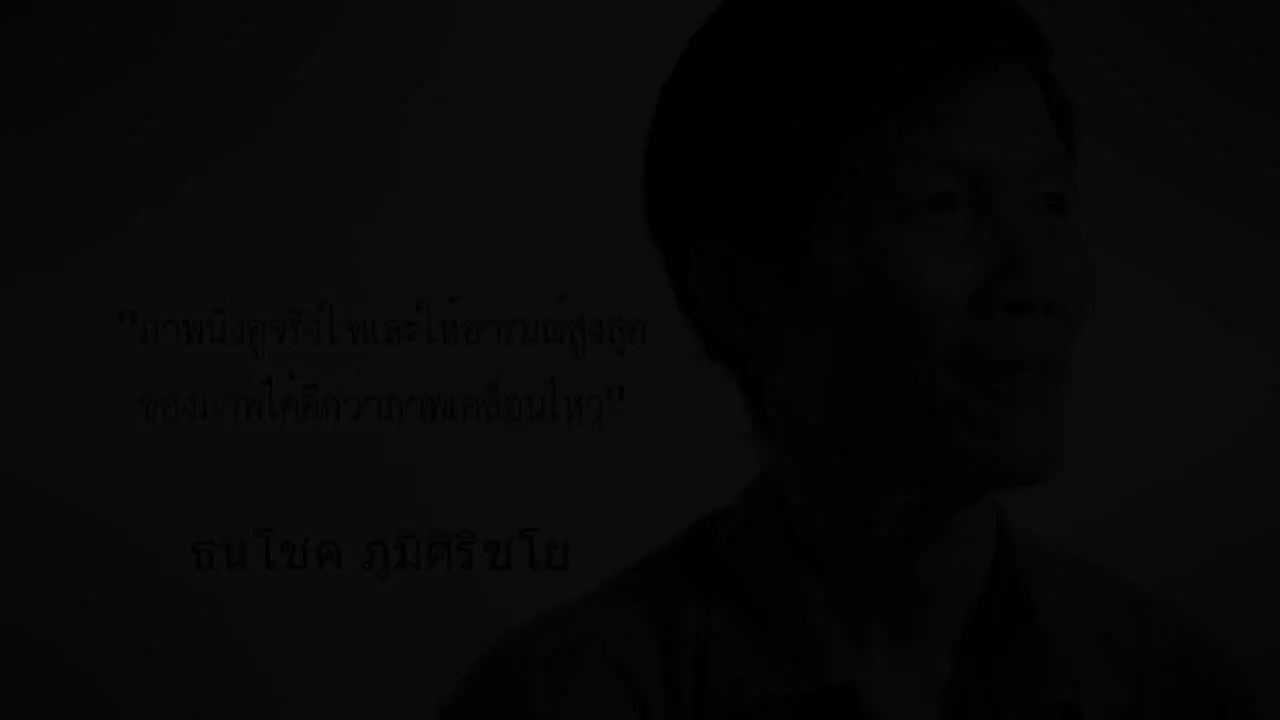 "ภาพนิ่งดูจริงใจและให้อารมณ์สูงสุด
ของภาพได้ดีกว่าภาพเคลื่อนไหว"
ธนโชค ภูมิศิริชโย